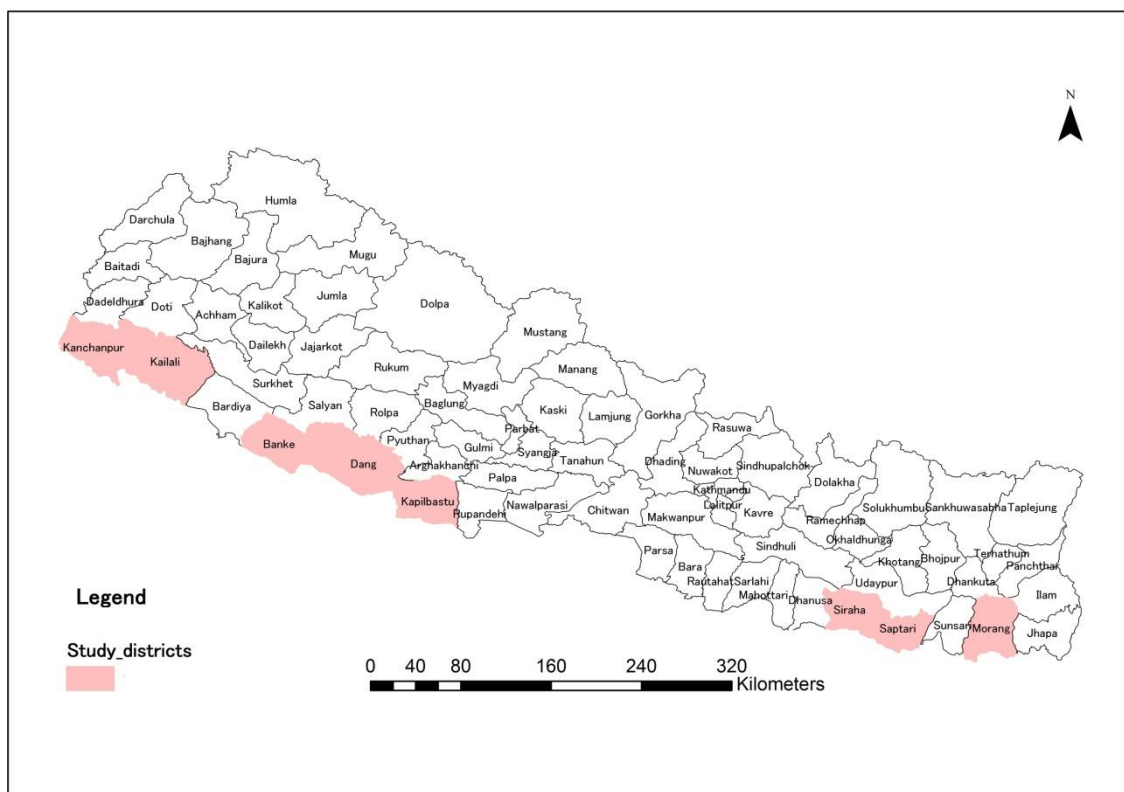 N
Humla
Darchula
Bajhang
Bajura
Mugu
Baitadi
Dadeldhura
Doti
Achham
Kalikot
Jumla
Dolpa
Mustang
Kanchanpur
Kailali
Dailekh
Jajarkot
Rukum
Manang
Surkhet
Myagdi
Bardiya
Salyan
Rolpa
Baglung
Kaski
Lamjung
Gorkha
Parbat
Rasuwa
Banke
Pyuthan
Gulmi
Syangja
Dang
Arghakhanchi
Tanahun
Dhading
Nuwakot
Sindhupalchok
Palpa
Dolakha
Kapilbastu
Rupandehi
Nawalparasi
Chitwan
Kathmandu
Lalitpur
Makwanpur
Kavre
Ramechhap
Solukhumbu
Sankhuwasabha
Taplejung
Okhaldhunga
Parsa
Sindhuli
Bara
Khotang
Bhojpur
Terhathum
Panchthar
Rautahat
Sarlahi
Mahottari
Udaypur
Dhankuta
Dhanusa
Siraha
Ilam
Saptari
Sunsari
Morang
Jhapa
Legend
Study_districts
0 40 80 160 240 320
Kilometers